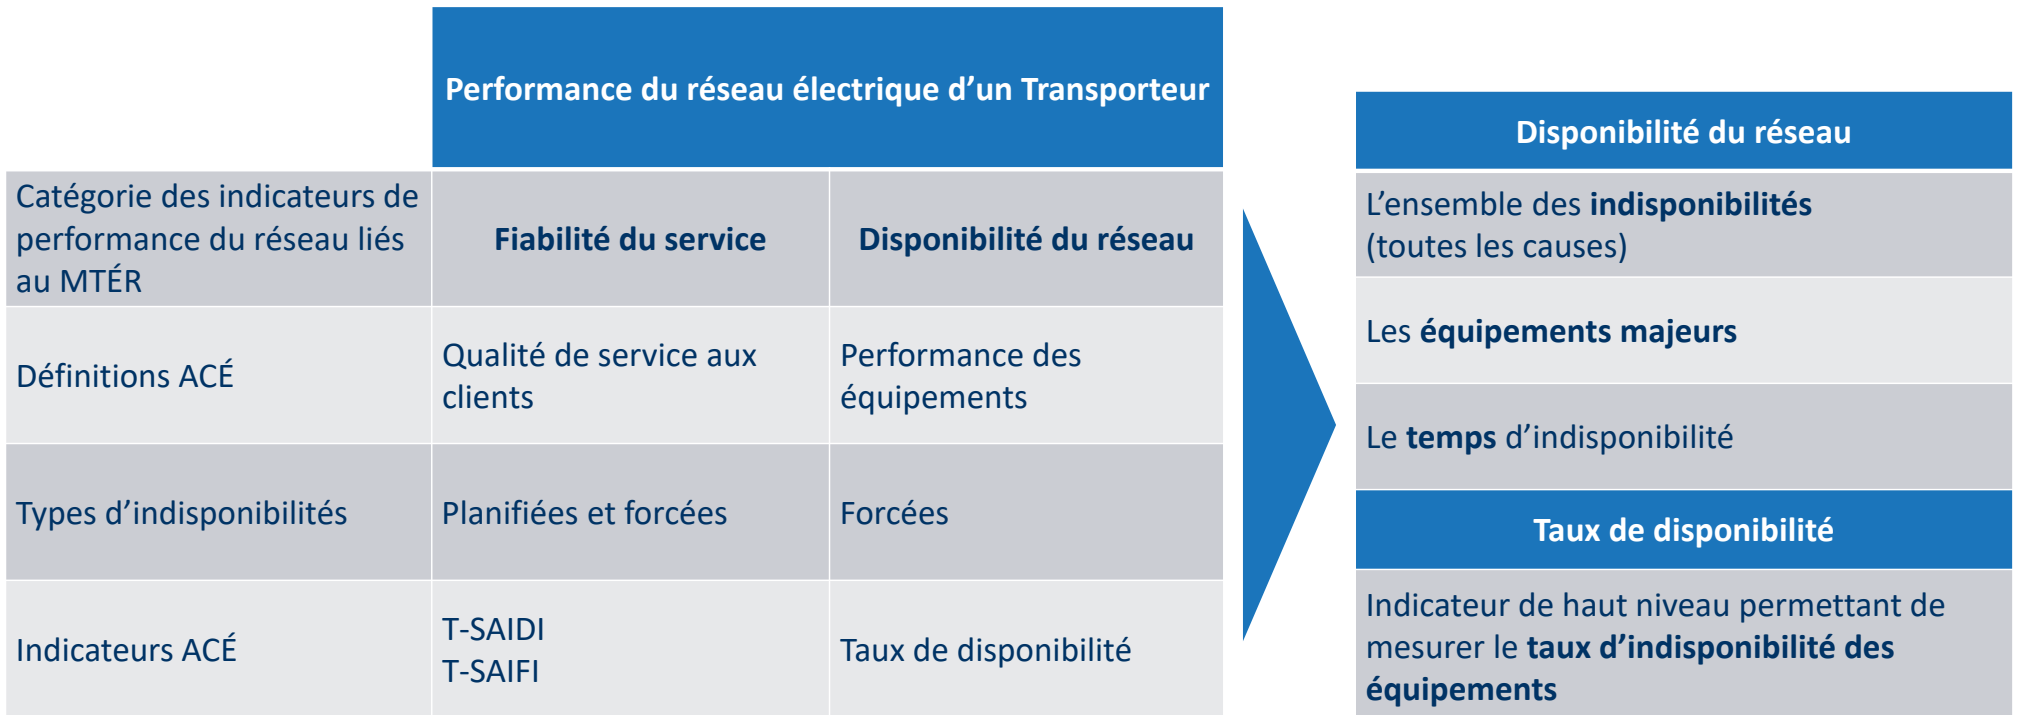 Performance du réseau électrique d’un Transporteur
Catégorie des indicateurs de
performance du réseau liés
au MTÉR
Fiabilité du service
Disponibilité du réseau
Définitions ACÉ
Qualité de service aux
clients
Performance des
équipements
Types d’indisponibilités
Planifiées et forcées
Forcées
Indicateurs ACÉ
T-SAIDI
T-SAIFI
Taux de disponibilité
Disponibilité du réseau
L’ensemble des indisponibilités
(toutes les causes)
Les équipements majeurs
Le temps d’indisponibilité
Taux de disponibilité
Indicateur de haut niveau permettant de
mesurer le taux d’indisponibilité des
équipements